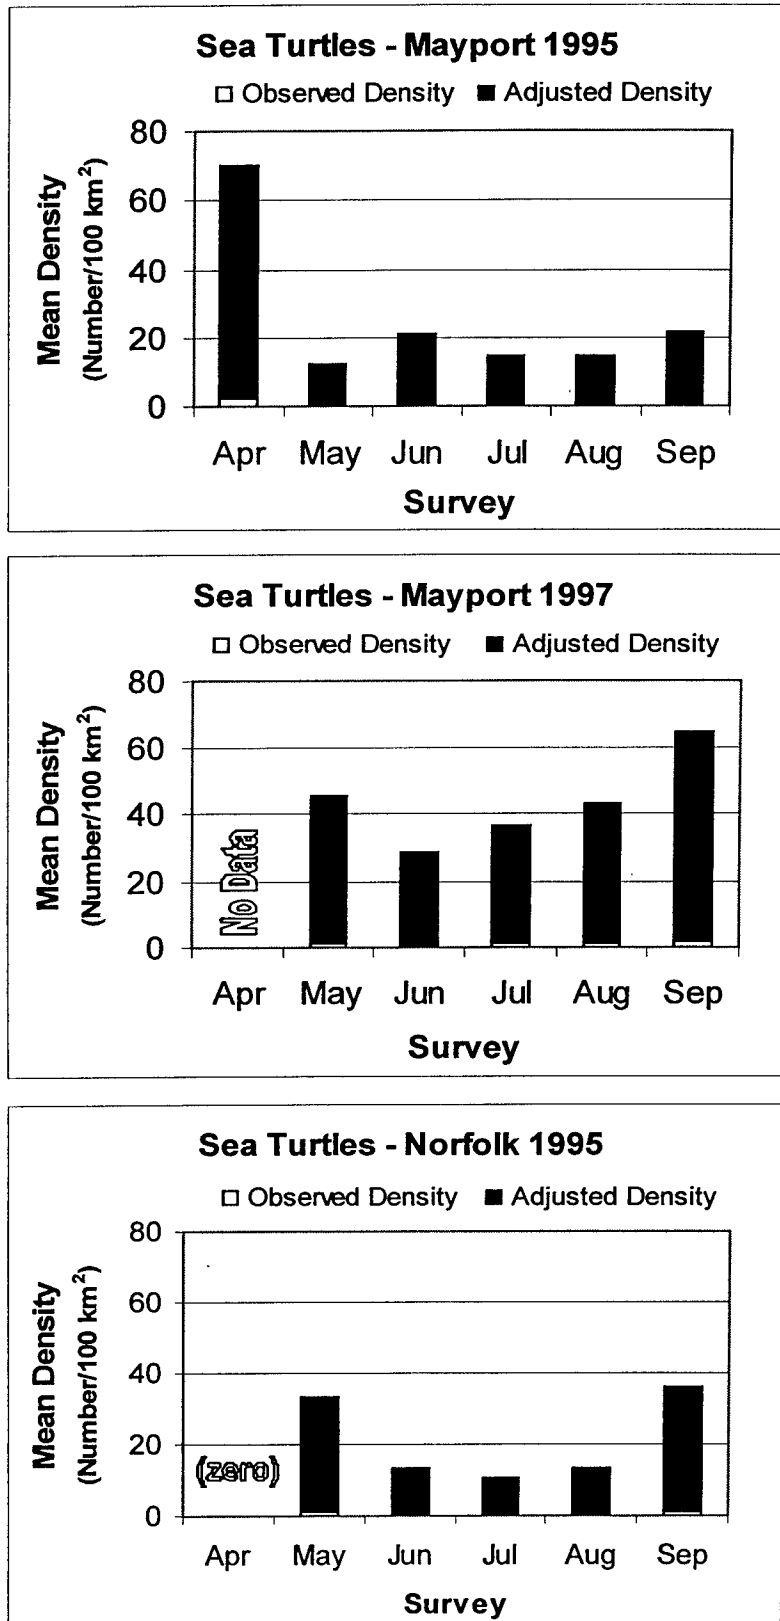 Sea Turtles - Mayport 1995
□ Observed Density ■ Adjusted Density
Mean Density
(Number/100 km²)
80
60
40
20
0
Apr May Jun Jul Aug Sep
Survey
Sea Turtles - Mayport 1997
□ Observed Density ■ Adjusted Density
Mean Density
(Number/100 km²)
80
60
40
20
0
No Data
Apr May Jun Jul Aug Sep
Survey
Sea Turtles - Norfolk 1995
□ Observed Density ■ Adjusted Density
Mean Density
(Number/100 km²)
80
60
40
20
0
(zero)
Apr May Jun Jul Aug Sep
Survey